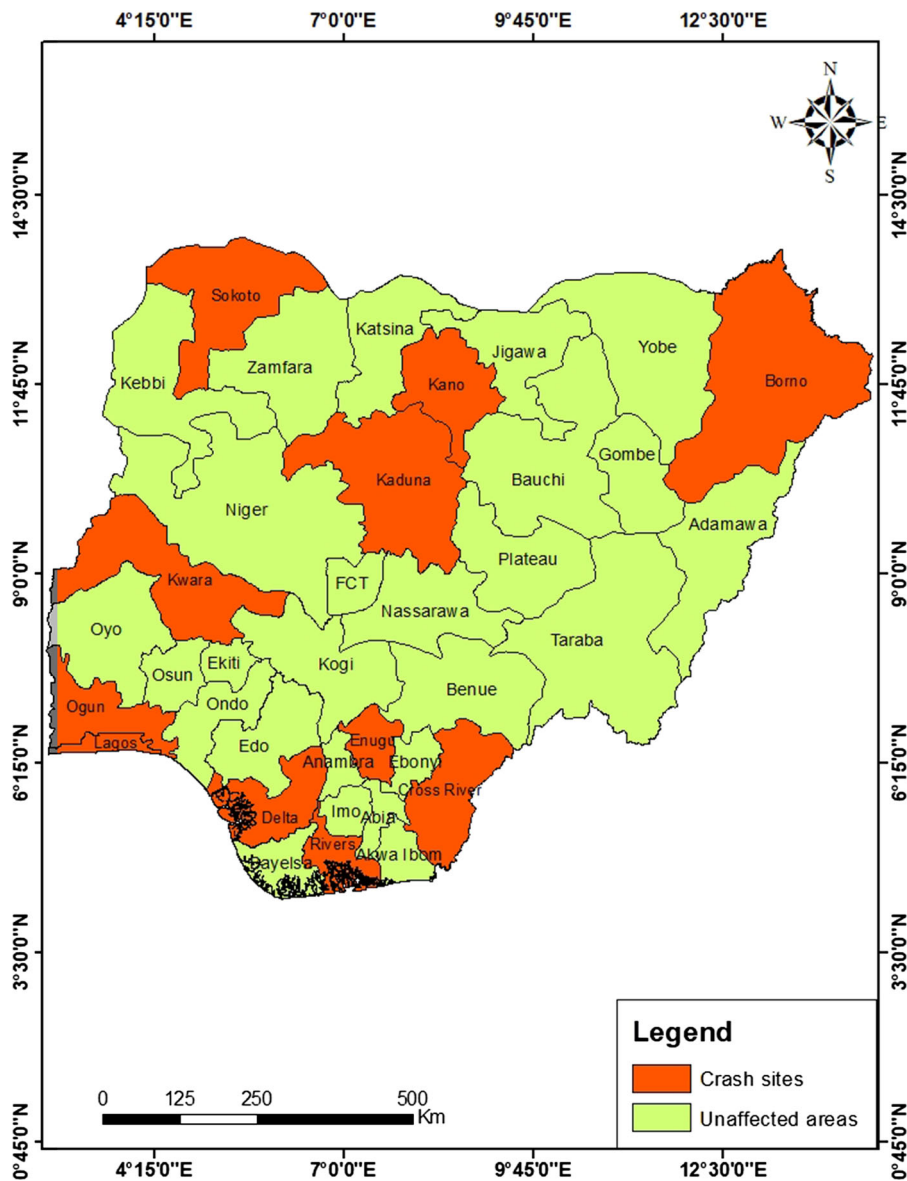 4°15'0"E 7°0'0"E 9°45'0"E 12°30'0"E
N
W E
S
14°30'0"N 14°30'0"N
Sokoto
Katsina
Yobe
Jigawa
Zamfara
Kebbi Kano Borno
11°45'0"N 11°45'0"N
Gombe
Kaduna Bauchi
Niger
Adamawa
Plateau
9°0'0"N 9°0'0"N
Kwara FCT
Nassarawa
Oyo Taraba
Ekiti Kogi
Osun
Benue
Ogun Ondo
Lagos Edo Enugu
6°15'0"N 6°15'0"N
Anambra Ebonyi
Cross River
Delta Imo Abia
Rivers
Bayelsa Akwa Ibom
3°30'0"N 3°30'0"N
Legend
Crash sites
Unaffected areas
0 125 250 500
Km
0°45'0"N 0°45'0"N
4°15'0"E 7°0'0"E 9°45'0"E 12°30'0"E